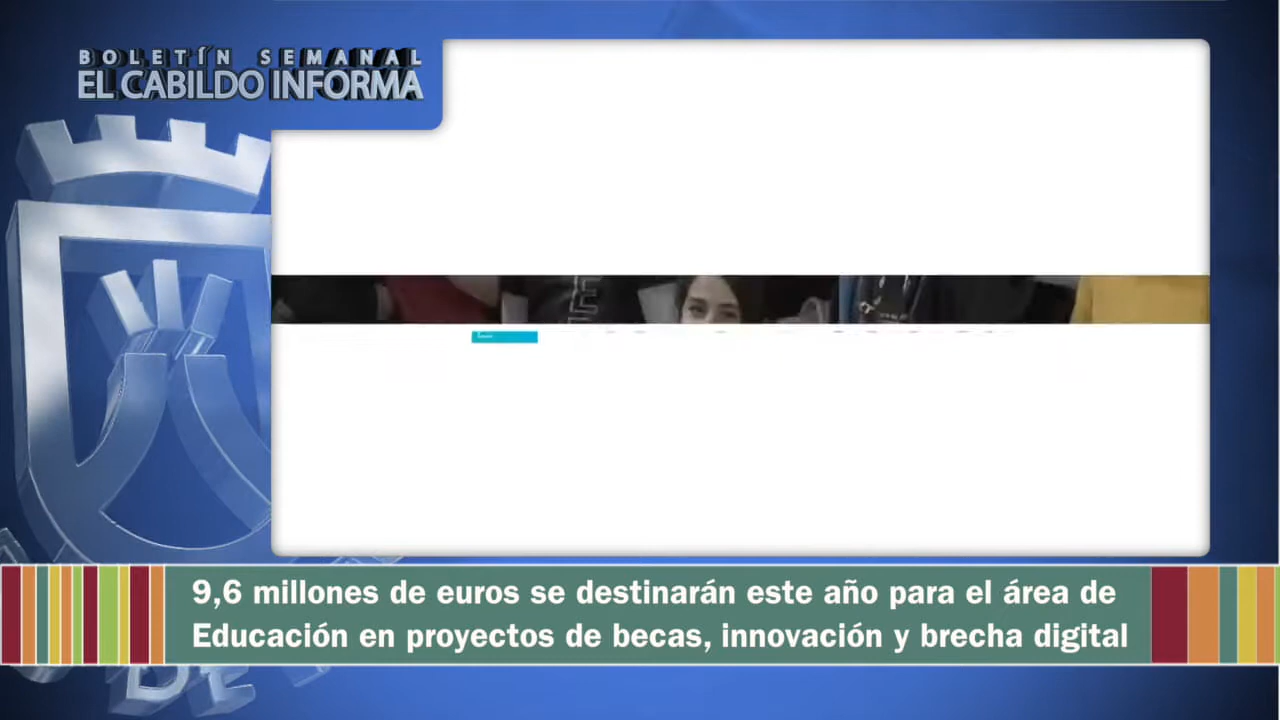 BOLETÍN SEMANAL
EL CABILDO INFORMA
9,6 millones de euros se destinarán este año para el área de
Educación en proyectos de becas, innovación y brecha digital
DE